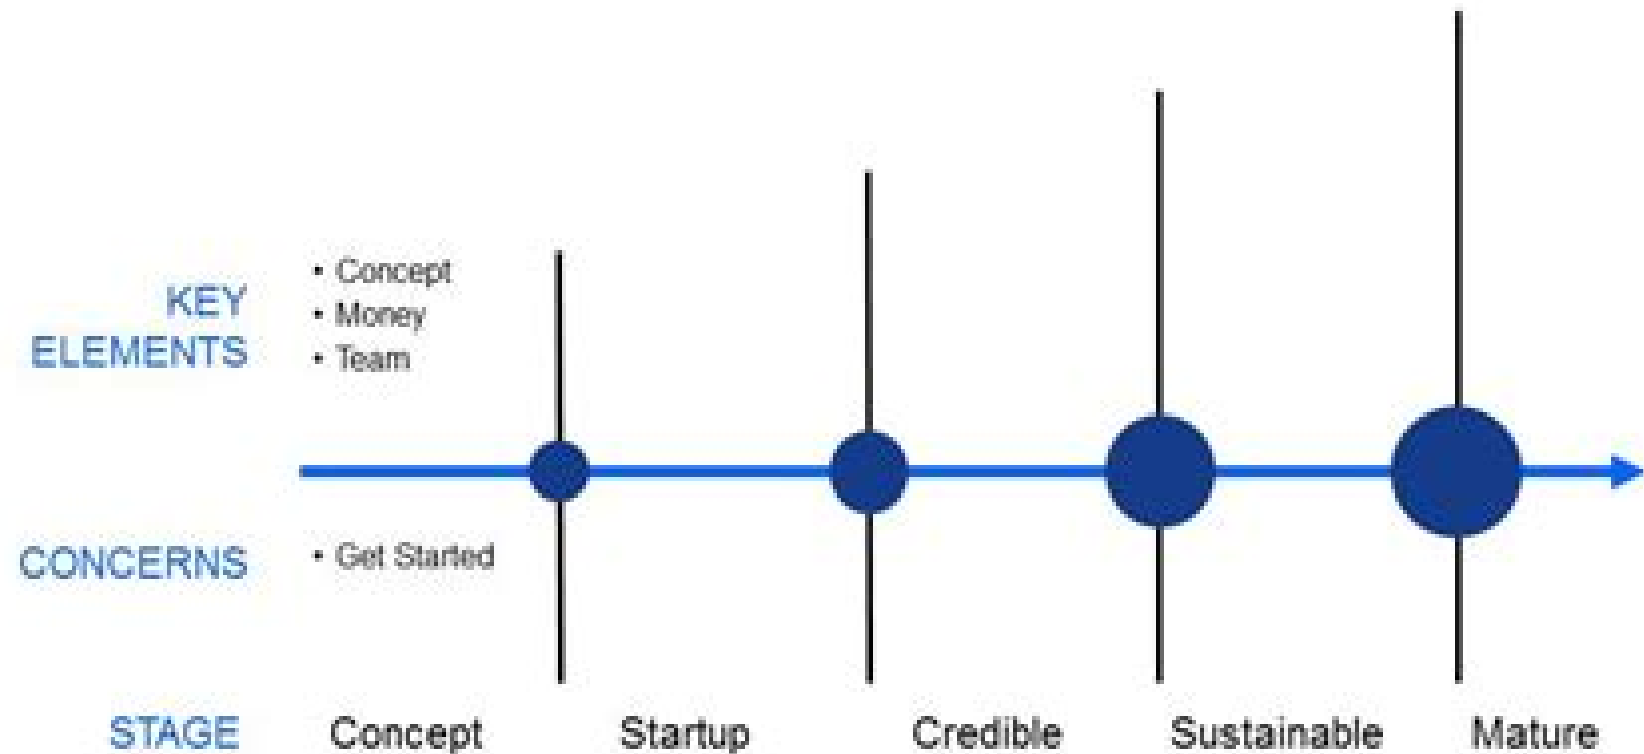 KEY
ELEMENTS
• Concept
• Money
• Team
CONCERNS
• Get Started
STAGE Concept Startup Credible Sustainable Mature